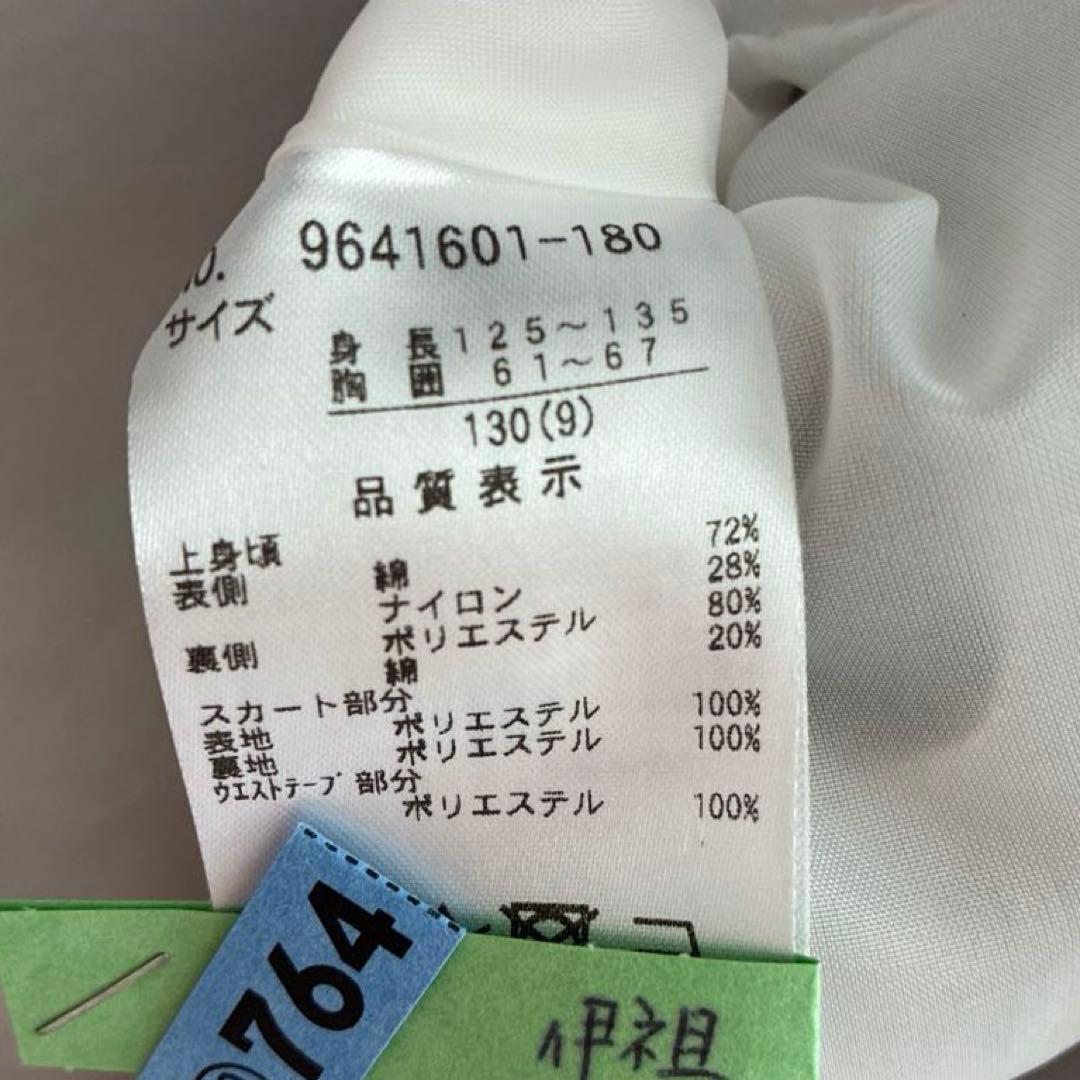 No. 9641601-180
サイズ
身 長 125～135
胸 囲 61～67
130(9)
品質表示
上身頃
表側 綿 72%
ナイロン 28%
裏側 ポリエステル 80%
綿 20%
スカート部分
表地 ポリエステル 100%
裏地 ポリエステル 100%
ウエストテープ部分
ポリエステル 100%
764
伊祖